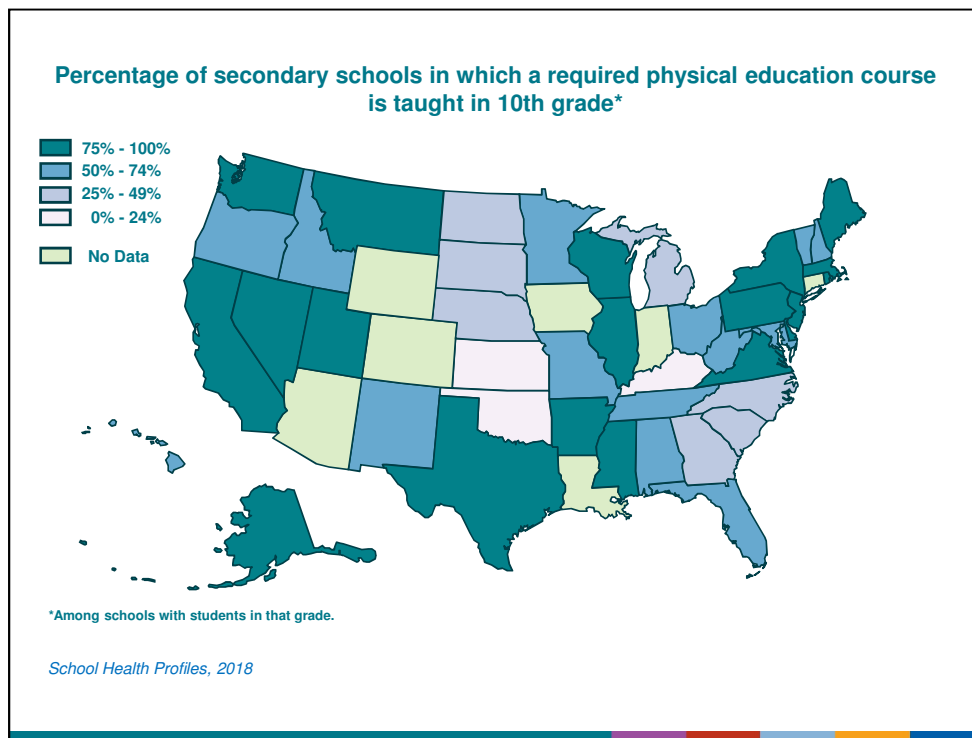 Percentage of secondary schools in which a required physical education course
is taught in 10th grade*
75% - 100%
50% - 74%
25% - 49%
0% - 24%
No Data
*Among schools with students in that grade.
School Health Profiles, 2018